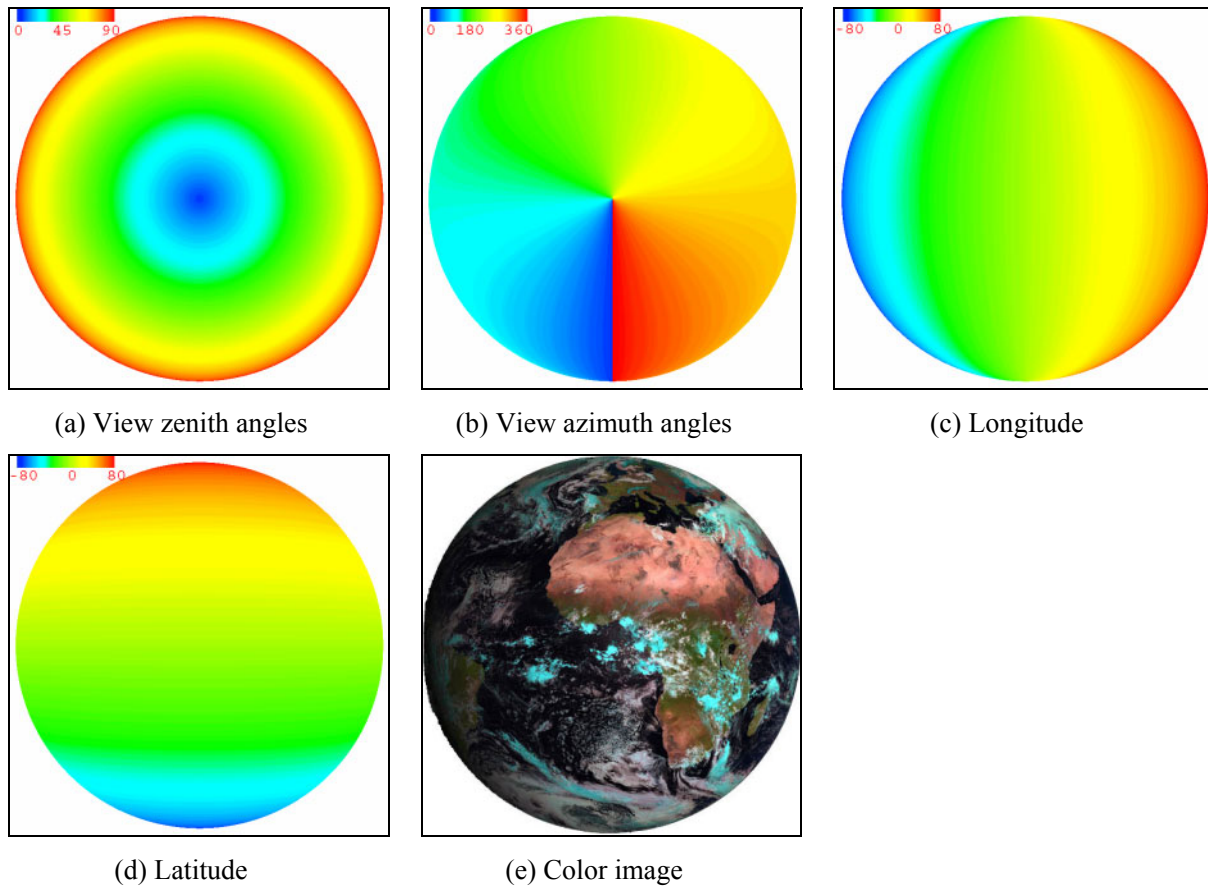 0 45 90
0 180 360
-80 0 80
(a) View zenith angles
(b) View azimuth angles
(c) Longitude
-80 0 80
(d) Latitude
(e) Color image